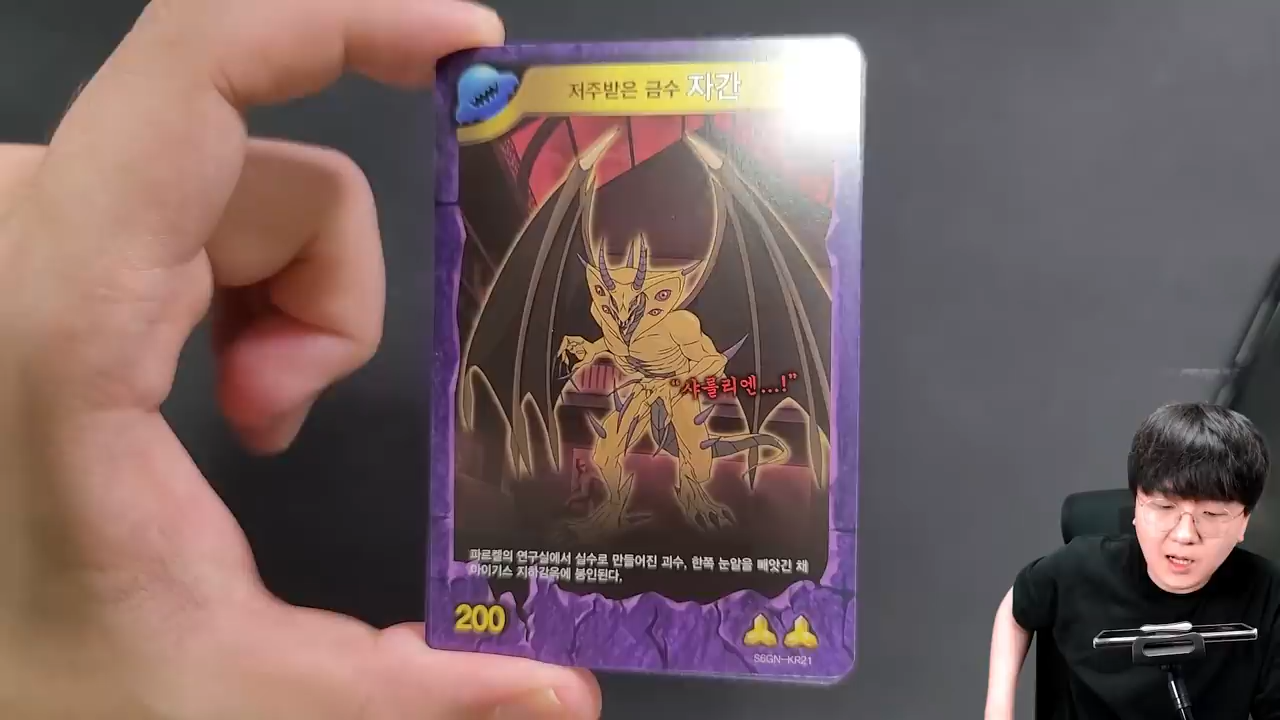 저주받은 금수 자간
“샤를리엔...!”
파르켈의 연구실에서 실수로 만들어진 괴수, 한쪽 눈알을 빼앗긴 채
아이기스 지하감옥에 봉인된다.
200
S6GN-KR21